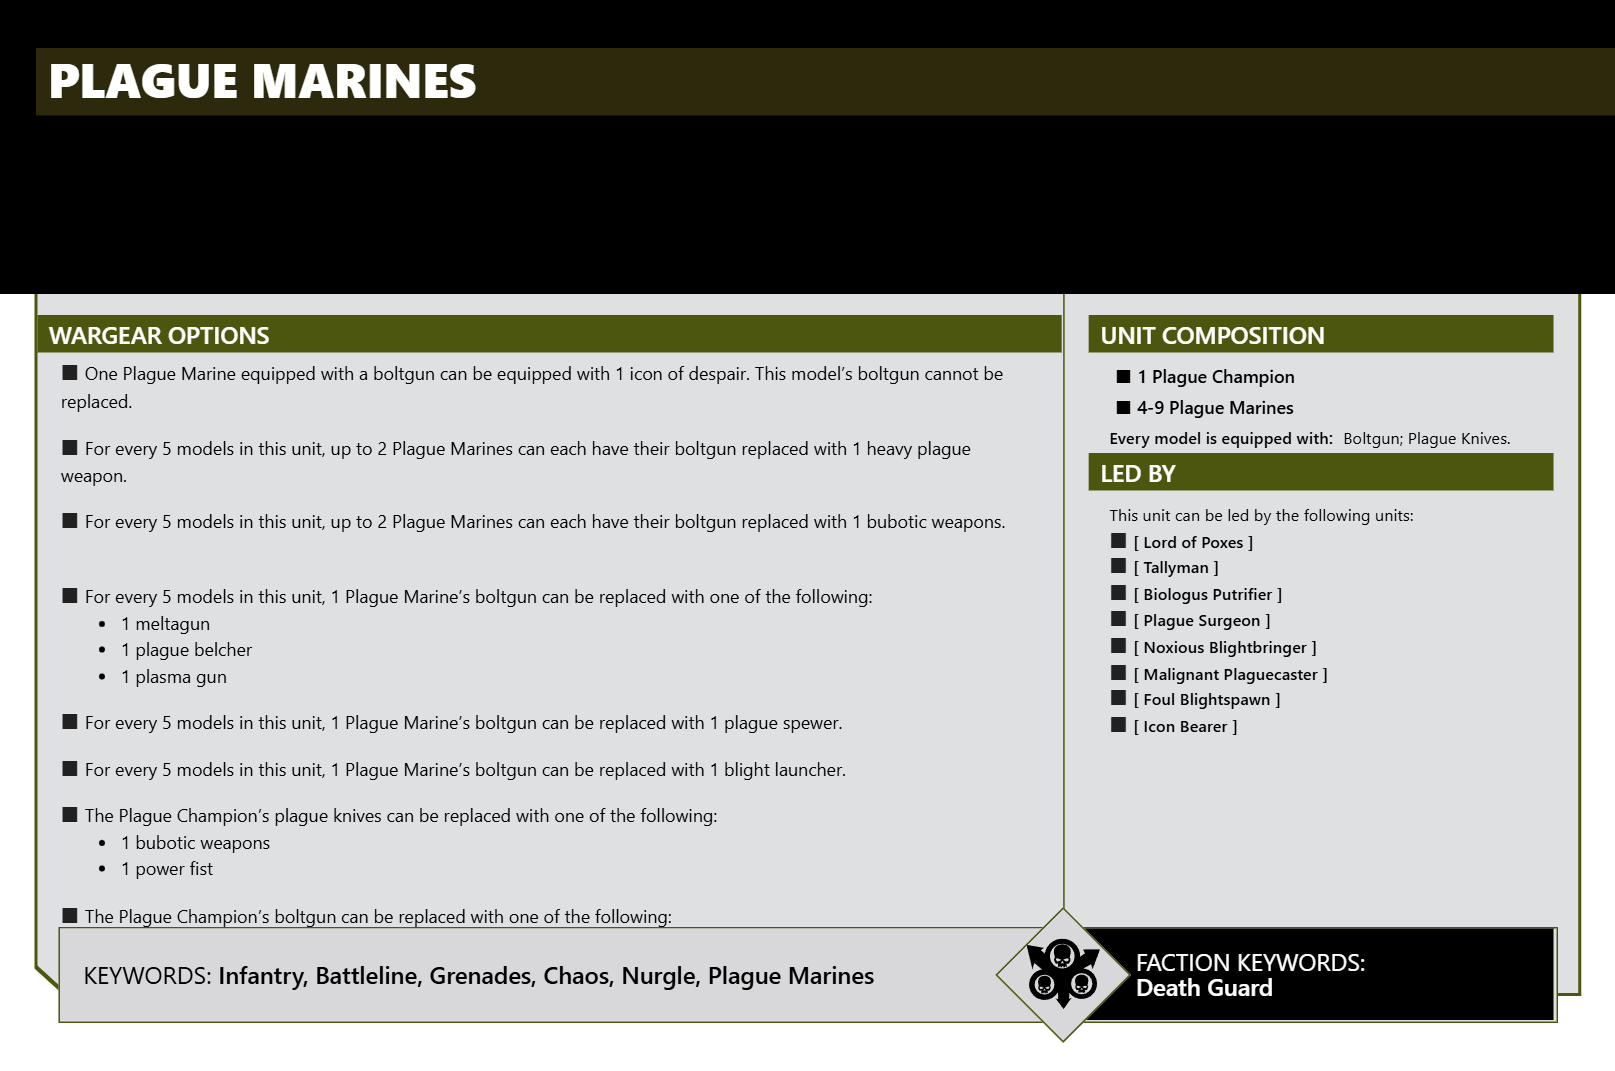 PLAGUE MARINES
WARGEAR OPTIONS
■ One Plague Marine equipped with a boltgun can be equipped with 1 icon of despair. This model’s boltgun cannot be
replaced.
■ For every 5 models in this unit, up to 2 Plague Marines can each have their boltgun replaced with 1 heavy plague
weapon.
■ For every 5 models in this unit, up to 2 Plague Marines can each have their boltgun replaced with 1 bubotic weapons.
■ For every 5 models in this unit, 1 Plague Marine’s boltgun can be replaced with one of the following:
• 1 meltagun
• 1 plague belcher
• 1 plasma gun
■ For every 5 models in this unit, 1 Plague Marine’s boltgun can be replaced with 1 plague spewer.
■ For every 5 models in this unit, 1 Plague Marine’s boltgun can be replaced with 1 blight launcher.
■ The Plague Champion’s plague knives can be replaced with one of the following:
• 1 bubotic weapons
• 1 power fist
■ The Plague Champion’s boltgun can be replaced with one of the following:
UNIT COMPOSITION
■ 1 Plague Champion
■ 4-9 Plague Marines
Every model is equipped with: Boltgun; Plague Knives.
LED BY
This unit can be led by the following units:
■ [ Lord of Poxes ]
■ [ Tallyman ]
■ [ Biologus Putrifier ]
■ [ Plague Surgeon ]
■ [ Noxious Blightbringer ]
■ [ Malignant Plaguecaster ]
■ [ Foul Blightspawn ]
■ [ Icon Bearer ]
KEYWORDS: Infantry, Battleline, Grenades, Chaos, Nurgle, Plague Marines
FACTION KEYWORDS:
Death Guard